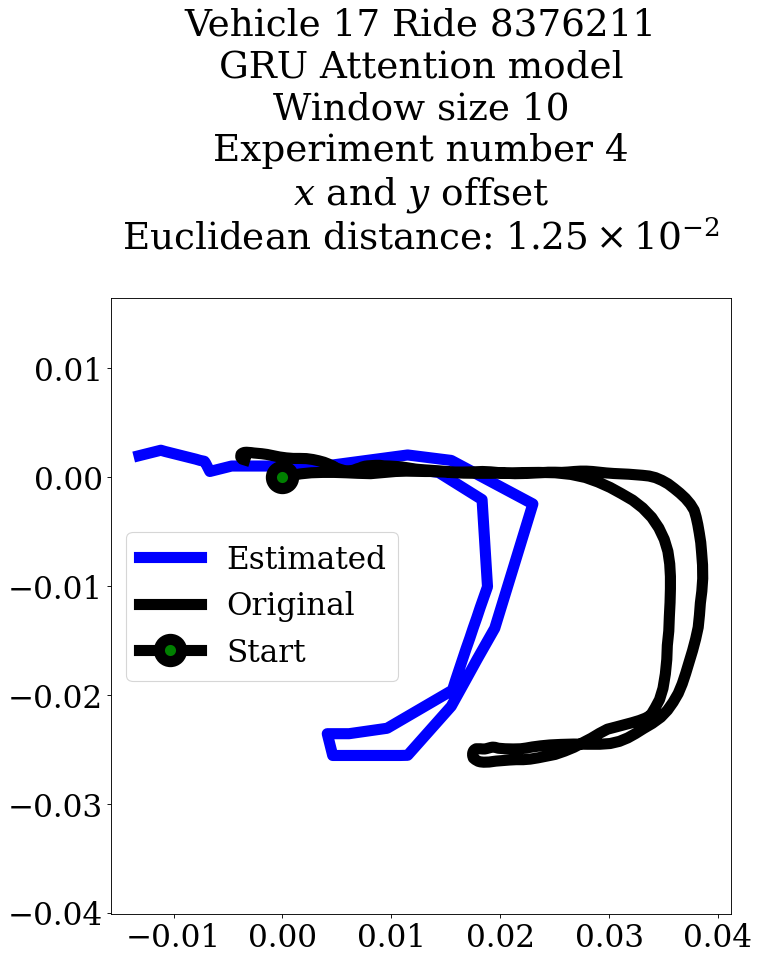 Vehicle 17 Ride 8376211
GRU Attention model
Window size 10
Experiment number 4
x and y offset
Euclidean distance: 1.25 × 10⁻²
0.01
0.00
−0.01
−0.02
−0.03
−0.04
Estimated
Original
Start
−0.01 0.00 0.01 0.02 0.03 0.04